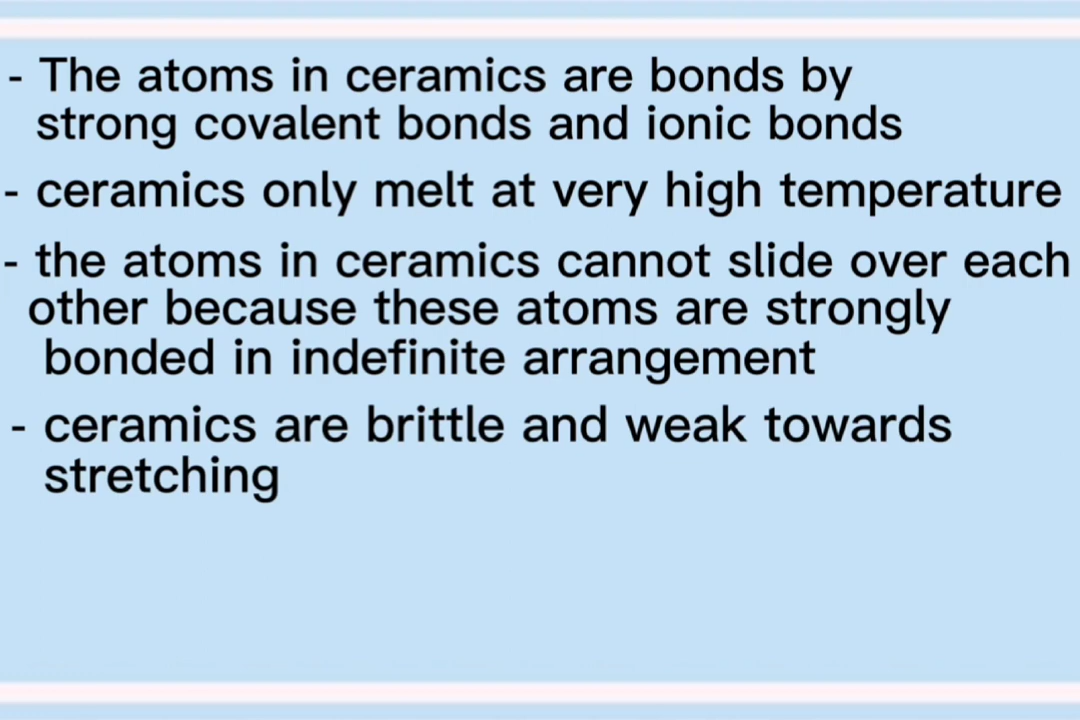 - The atoms in ceramics are bonds by
strong covalent bonds and ionic bonds
- ceramics only melt at very high temperature
- the atoms in ceramics cannot slide over each
other because these atoms are strongly
bonded in indefinite arrangement
- ceramics are brittle and weak towards
stretching